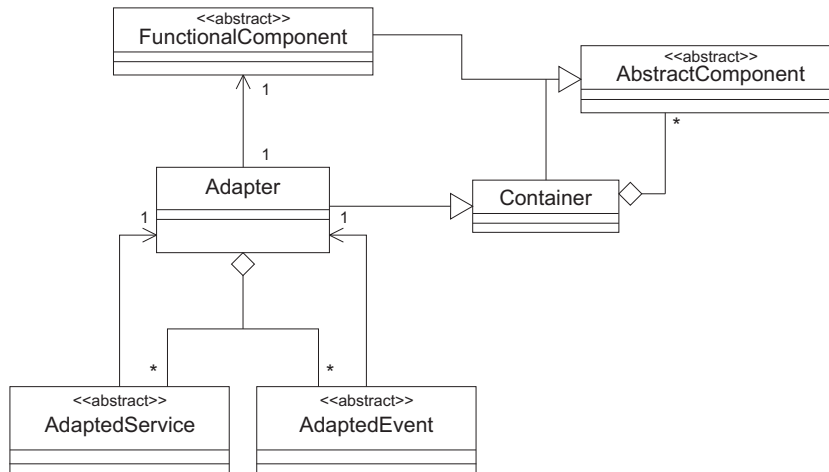 <<abstract>>
FunctionalComponent
<<abstract>>
AbstractComponent
1
*
1
Adapter
Container
1
1
*
*
<<abstract>>
AdaptedService
<<abstract>>
AdaptedEvent